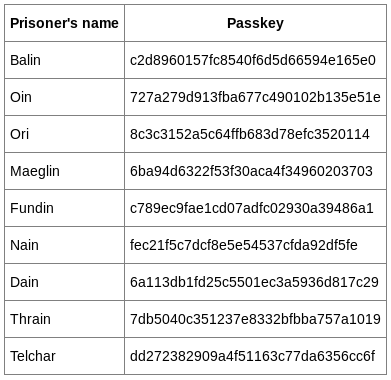 Prisoner's name Passkey
Balin c2d8960157fc8540f6d5d66594e165e0
Oin 727a279d913fba677c490102b135e51e
Ori 8c3c3152a5c64ffb683d78efc3520114
Maeglin 6ba94d6322f53f30aca4f34960203703
Fundin c789ec9fae1cd07adfc02930a39486a1
Nain fec21f5c7dcf8e5e54537cfda92df5fe
Dain 6a113db1fd25c5501ec3a5936d817c29
Thrain 7db5040c351237e8332bfbba757a1019
Telchar dd272382909a4f51163c77da6356cc6f